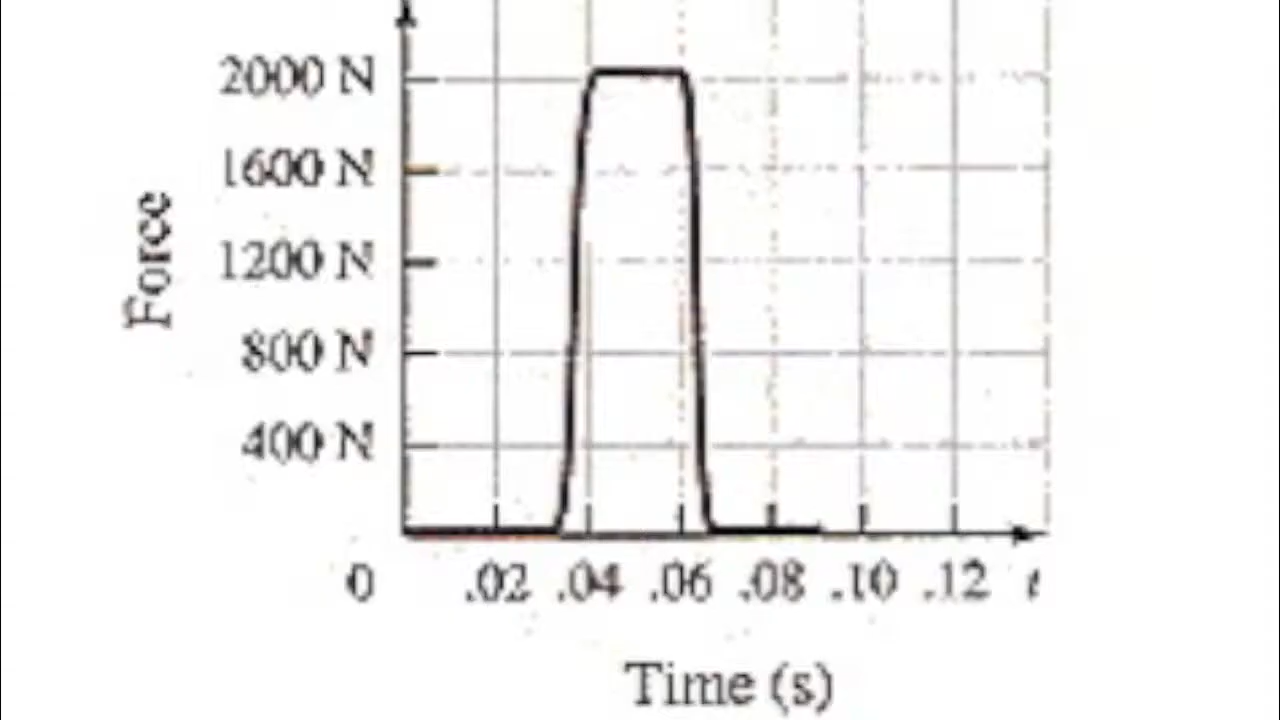 2000 N
1600 N
1200 N
800 N
400 N
Force
0 .02 .04 .06 .08 .10 .12 t
Time (s)